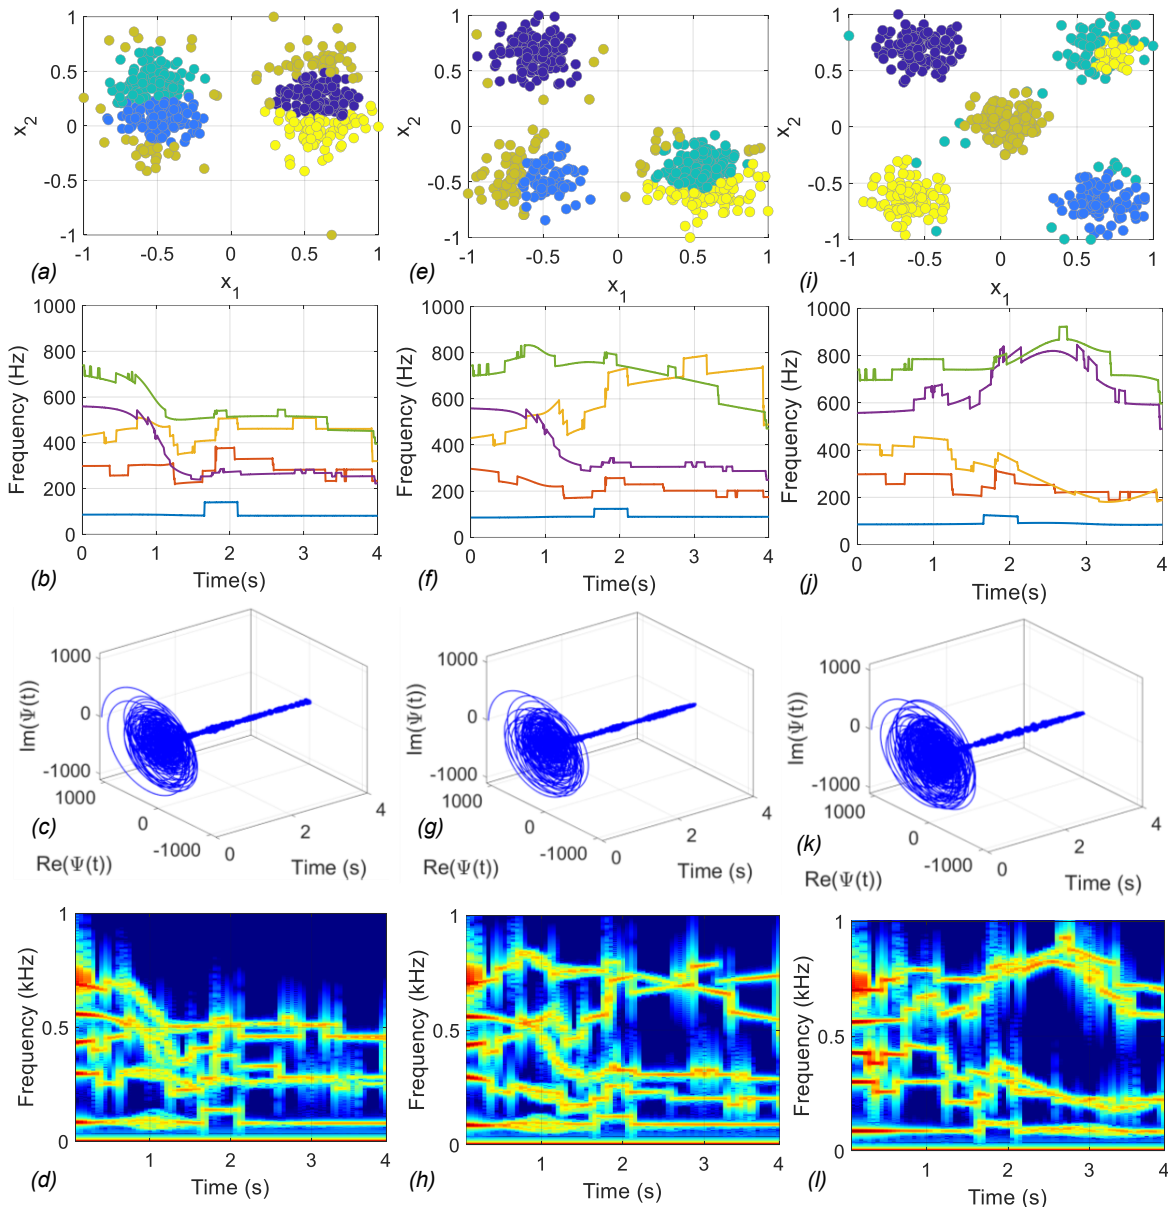 1
0.5
0
-0.5
-1
x2
-1
-0.5
0
0.5
1
(a)
x1
1
0.5
0
-0.5
-1
x2
-1
-0.5
0
0.5
1
(e)
x1
1
0.5
0
-0.5
-1
x2
-1
-0.5
0
0.5
1
(i)
x1
1000
800
600
400
200
0
Frequency (Hz)
0
1
2
3
4
(b)
Time(s)
1000
800
600
400
200
0
Frequency (Hz)
0
1
2
3
4
(f)
Time(s)
1000
800
600
400
200
0
Frequency (Hz)
0
1
2
3
4
(j)
Time(s)
1000
0
-1000
Im(Ψ(t))
1000
0
-1000
0
2
4
(c)
Re(Ψ(t))
Time (s)
1000
0
-1000
Im(Ψ(t))
1000
0
-1000
0
2
4
(g)
Re(Ψ(t))
Time (s)
1000
0
-1000
Im(Ψ(t))
1000
0
-1000
0
2
4
(k)
Re(Ψ(t))
Time (s)
1
0.5
0
Frequency (kHz)
1
2
3
4
(d)
Time (s)
1
0.5
0
Frequency (kHz)
1
2
3
4
(h)
Time (s)
1
0.5
0
Frequency (kHz)
1
2
3
4
(l)
Time (s)